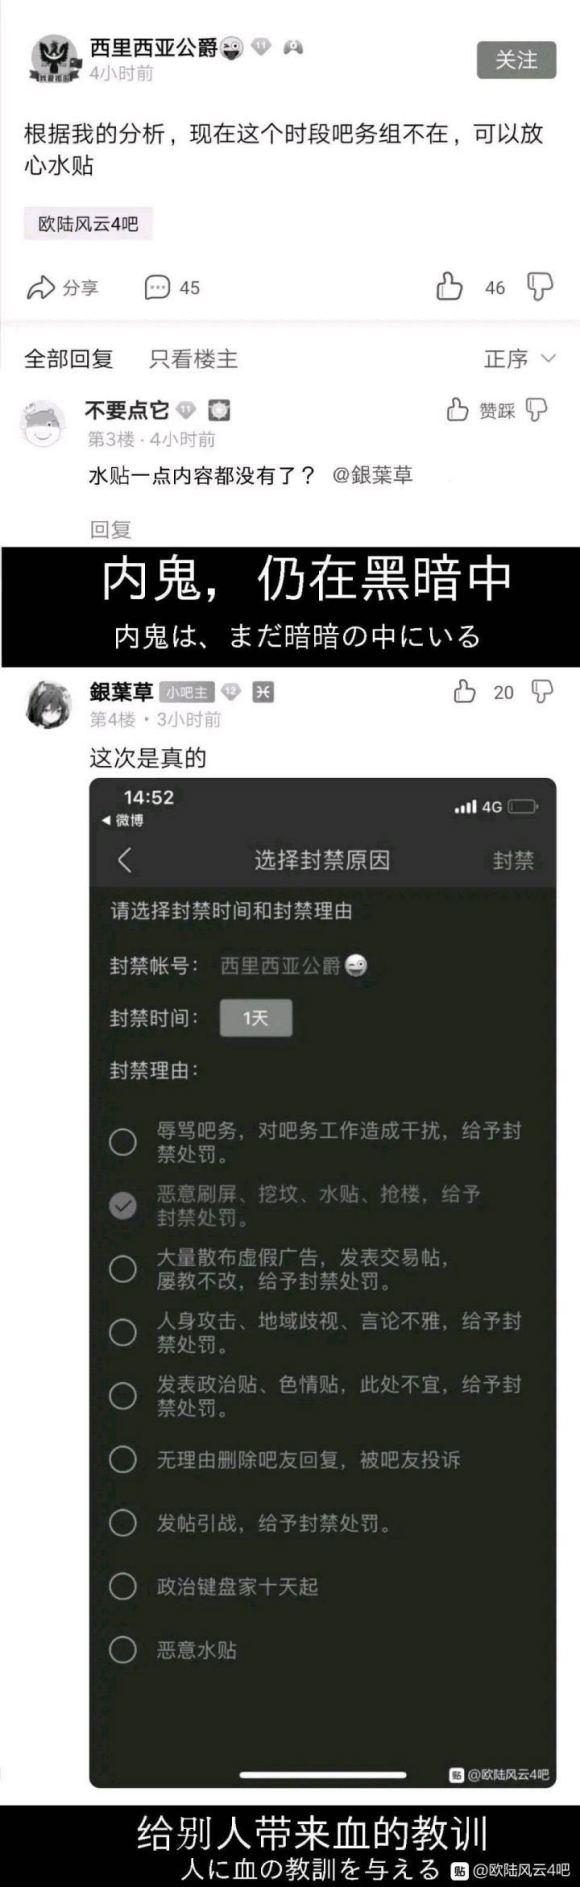 西里西亚公爵
4小时前
关注
根据我的分析，现在这个时段吧务组不在，可以放
心水贴
欧陆风云4吧
分享
45
46
全部回复
只看楼主
正序
不要点它
11
第3楼·4小时前
赞踩
水贴一点内容都没有了？ @銀葉草
回复
内鬼，仍在黑暗中
内鬼は、まだ暗暗の中にいる
銀葉草 小吧主 12
第4楼·3小时前
20
这次是真的
14:52
4G
微博
选择封禁原因
封禁
请选择封禁时间和封禁理由
封禁帐号： 西里西亚公爵
封禁时间： 1天
封禁理由：
辱骂吧务，对吧务工作造成干扰，给予封
禁处罚。
恶意刷屏、挖坟、水贴、抢楼，给予
封禁处罚。
大量散布虚假广告，发表交易帖，
屡教不改，给予封禁处罚。
人身攻击、地域歧视、言论不雅，给予封
禁处罚。
发表政治贴、色情贴，此处不宜，给予封
禁处罚。
无理由删除吧友回复，被吧友投诉
发帖引战，给予封禁处罚。
政治键盘家十天起
恶意水贴
贴 @欧陆风云4吧
给别人带来血的教训
人に血の教訓を与える
贴 @欧陆风云4吧